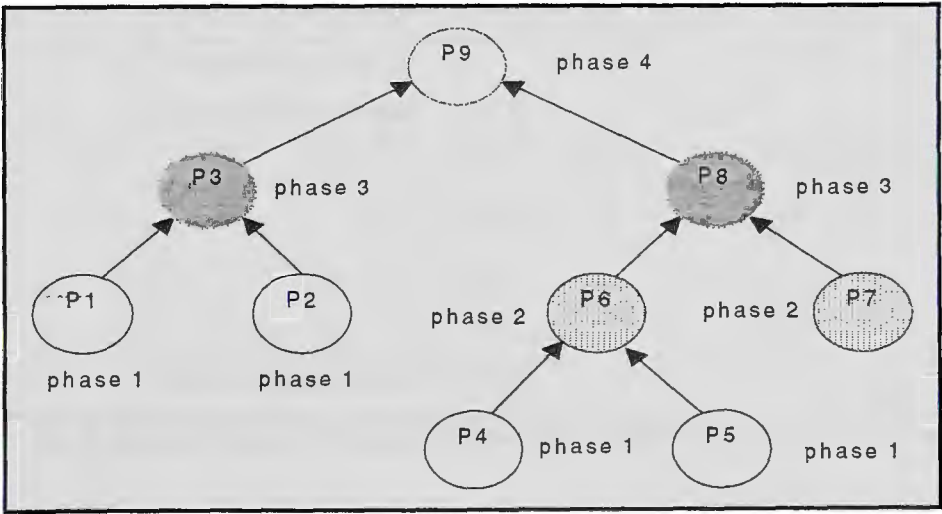 P9
phase 4
P3
phase 3
P8
phase 3
P1
P2
P6
phase 2
P7
phase 2
phase 1
phase 1
P4
phase 1
P5
phase 1